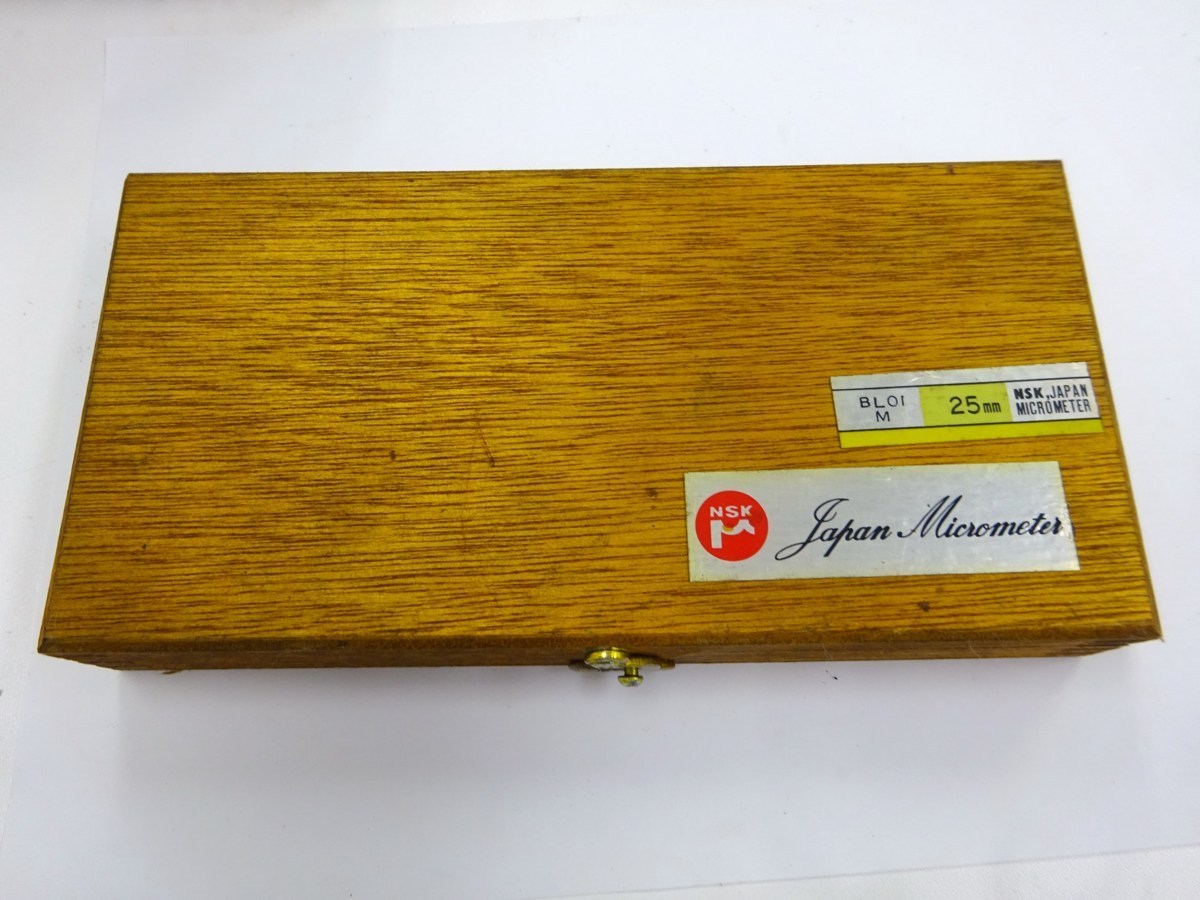 BL01
M
25mm
NSK, JAPAN
MICROMETER
NSK
μ
Japan Micrometer